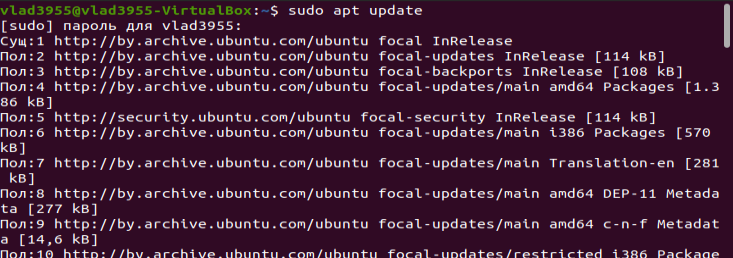 vlad3955@vlad3955-VirtualBox:~$ sudo apt update
[sudo] пароль для vlad3955:
Сущ:1 http://by.archive.ubuntu.com/ubuntu focal InRelease
Пол:2 http://by.archive.ubuntu.com/ubuntu focal-updates InRelease [114 kB]
Пол:3 http://by.archive.ubuntu.com/ubuntu focal-backports InRelease [108 kB]
Пол:4 http://by.archive.ubuntu.com/ubuntu focal-updates/main amd64 Packages [1.3
86 kB]
Пол:5 http://security.ubuntu.com/ubuntu focal-security InRelease [114 kB]
Пол:6 http://by.archive.ubuntu.com/ubuntu focal-updates/main i386 Packages [570
kB]
Пол:7 http://by.archive.ubuntu.com/ubuntu focal-updates/main Translation-en [281
 kB]
Пол:8 http://by.archive.ubuntu.com/ubuntu focal-updates/main amd64 DEP-11 Metada
ta [277 kB]
Пол:9 http://by.archive.ubuntu.com/ubuntu focal-updates/main amd64 c-n-f Metadat
a [14,6 kB]
Пол:10 http://by.archive.ubuntu.com/ubuntu focal-updates/restricted i386 Package